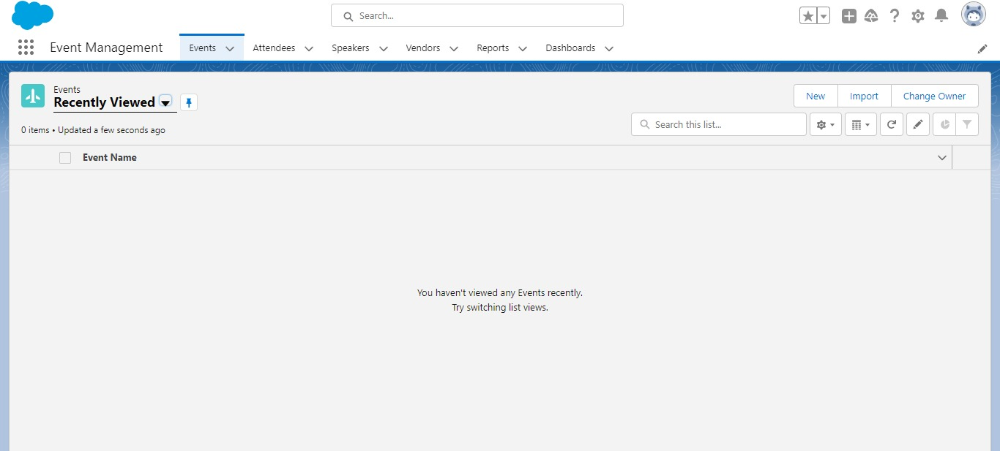 Search...
Event Management
Events
Attendees
Speakers
Vendors
Reports
Dashboards
Events
Recently Viewed
New
Import
Change Owner
0 items • Updated a few seconds ago
Search this list...
Event Name
You haven't viewed any Events recently.
Try switching list views.